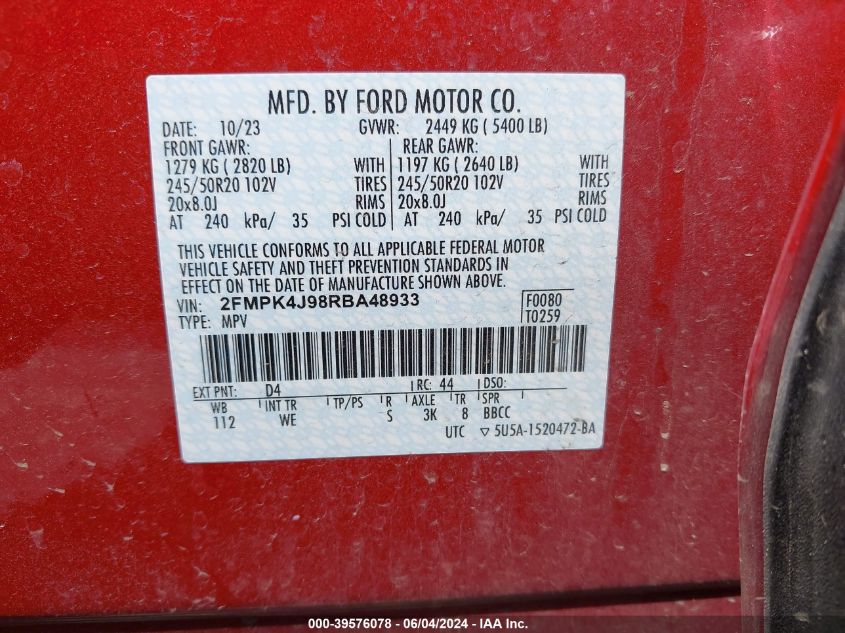 MFD. BY FORD MOTOR CO.
DATE: 10/23 GVWR: 2449 KG ( 5400 LB)
FRONT GAWR: REAR GAWR:
1279 KG ( 2820 LB) WITH 1197 KG ( 2640 LB) WITH
245/50R20 102V TIRES 245/50R20 102V TIRES
20x8.0J RIMS 20x8.0J RIMS
AT 240 kPa/ 35 PSI COLD AT 240 kPa/ 35 PSI COLD
THIS VEHICLE CONFORMS TO ALL APPLICABLE FEDERAL MOTOR
VEHICLE SAFETY AND THEFT PREVENTION STANDARDS IN
EFFECT ON THE DATE OF MANUFACTURE SHOWN ABOVE.
VIN: 2FMPK4J98RBA48933 F0080
TYPE: MPV T0259
EXT PNT: D4 RC: 44 DSO:
WB INT TR TP/PS R AXLE TR SPR
112 WE S 3K 8 BBCC
UTC ▽ 5U5A-1520472-BA
000-39576078 - 06/04/2024 - IAA Inc.